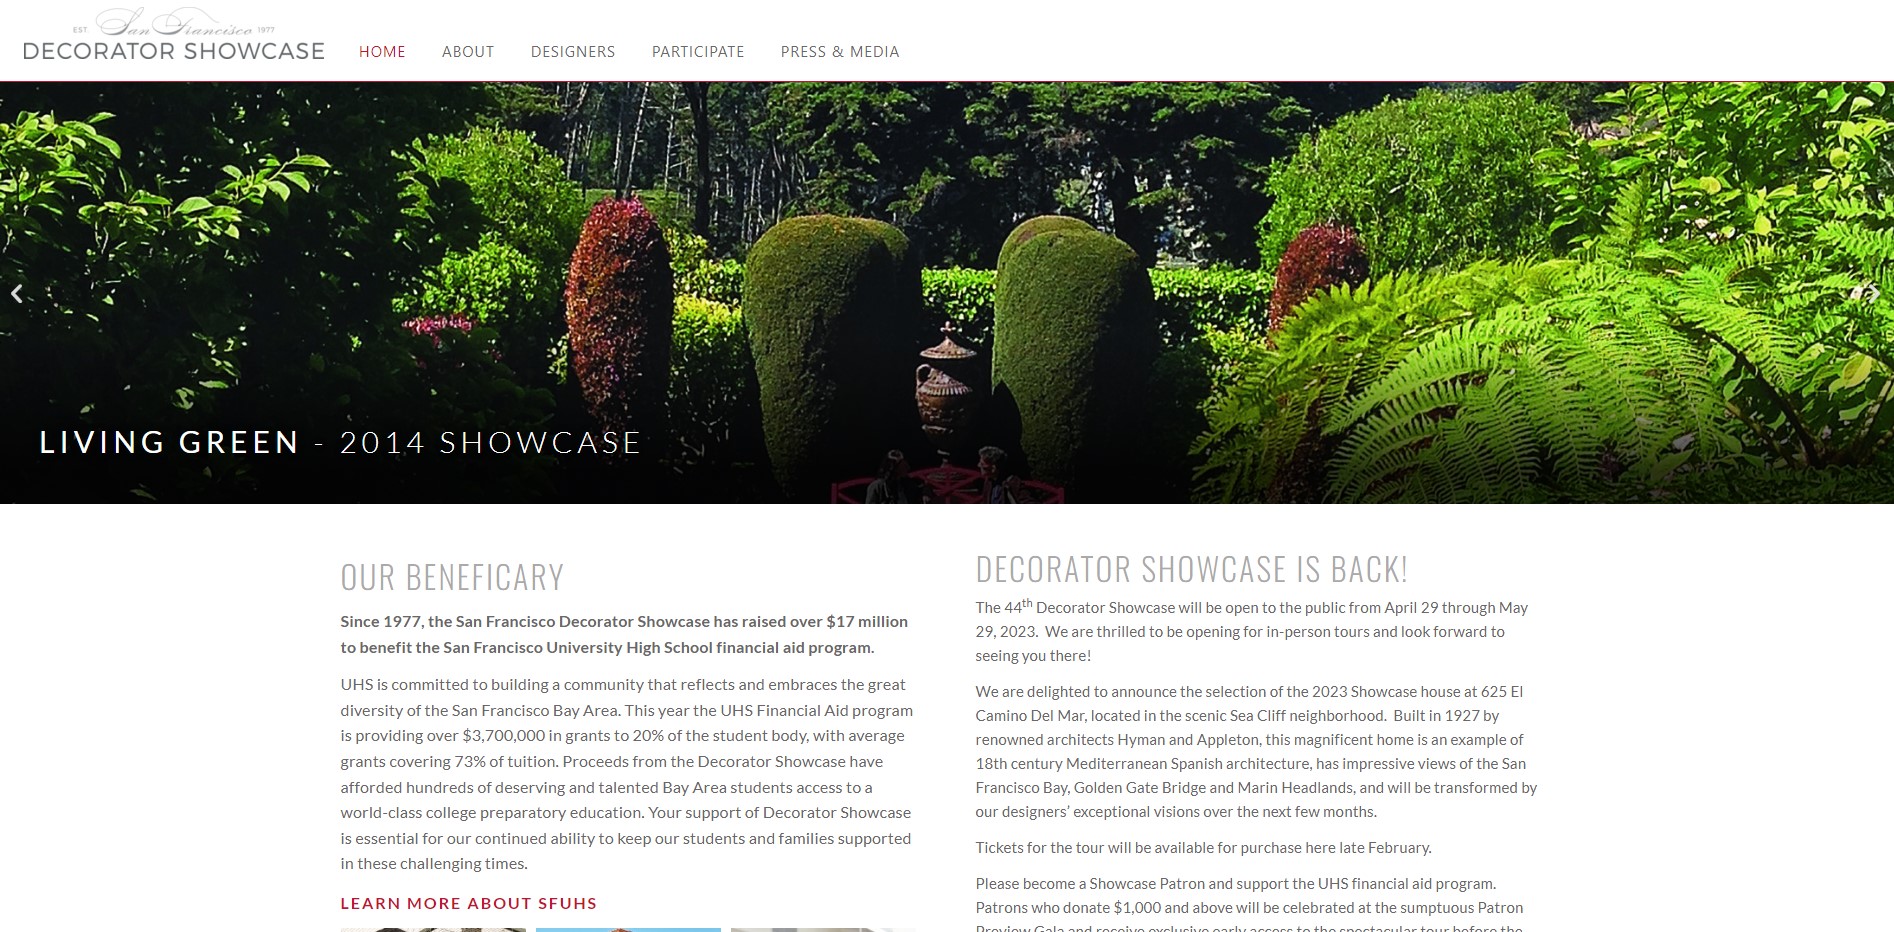 EST San Francisco 1977
DECORATOR SHOWCASE
HOME ABOUT DESIGNERS PARTICIPATE PRESS & MEDIA
LIVING GREEN - 2014 SHOWCASE
OUR BENEFICARY
Since 1977, the San Francisco Decorator Showcase has raised over $17 million
to benefit the San Francisco University High School financial aid program.
UHS is committed to building a community that reflects and embraces the great
diversity of the San Francisco Bay Area. This year the UHS Financial Aid program
is providing over $3,700,000 in grants to 20% of the student body, with average
grants covering 73% of tuition. Proceeds from the Decorator Showcase have
afforded hundreds of deserving and talented Bay Area students access to a
world-class college preparatory education. Your support of Decorator Showcase
is essential for our continued ability to keep our students and families supported
in these challenging times.
LEARN MORE ABOUT SFUHS
DECORATOR SHOWCASE IS BACK!
The 44th Decorator Showcase will be open to the public from April 29 through May
29, 2023. We are thrilled to be opening for in-person tours and look forward to
seeing you there!
We are delighted to announce the selection of the 2023 Showcase house at 625 El
Camino Del Mar, located in the scenic Sea Cliff neighborhood. Built in 1927 by
renowned architects Hyman and Appleton, this magnificent home is an example of
18th century Mediterranean Spanish architecture, has impressive views of the San
Francisco Bay, Golden Gate Bridge and Marin Headlands, and will be transformed by
our designers’ exceptional visions over the next few months.
Tickets for the tour will be available for purchase here late February.
Please become a Showcase Patron and support the UHS financial aid program.
Patrons who donate $1,000 and above will be celebrated at the sumptuous Patron
Preview Gala and receive exclusive early access to the spectacular tour before the